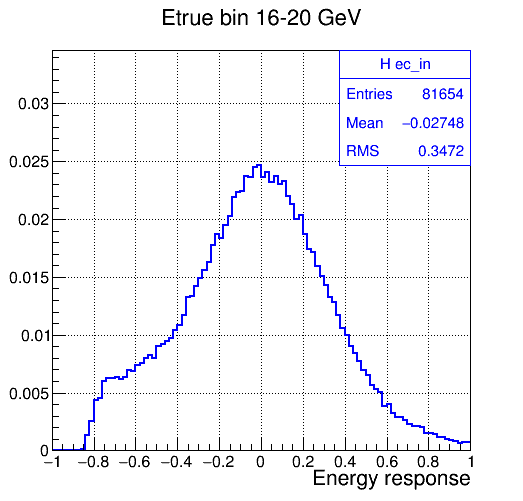 Etrue bin 16-20 GeV
H ec_in
Entries 81654
Mean −0.02748
RMS 0.3472
0.03
0.025
0.02
0.015
0.01
0.005
0
−1 −0.8 −0.6 −0.4 −0.2 0 0.2 0.4 0.6 0.8 1
Energy response